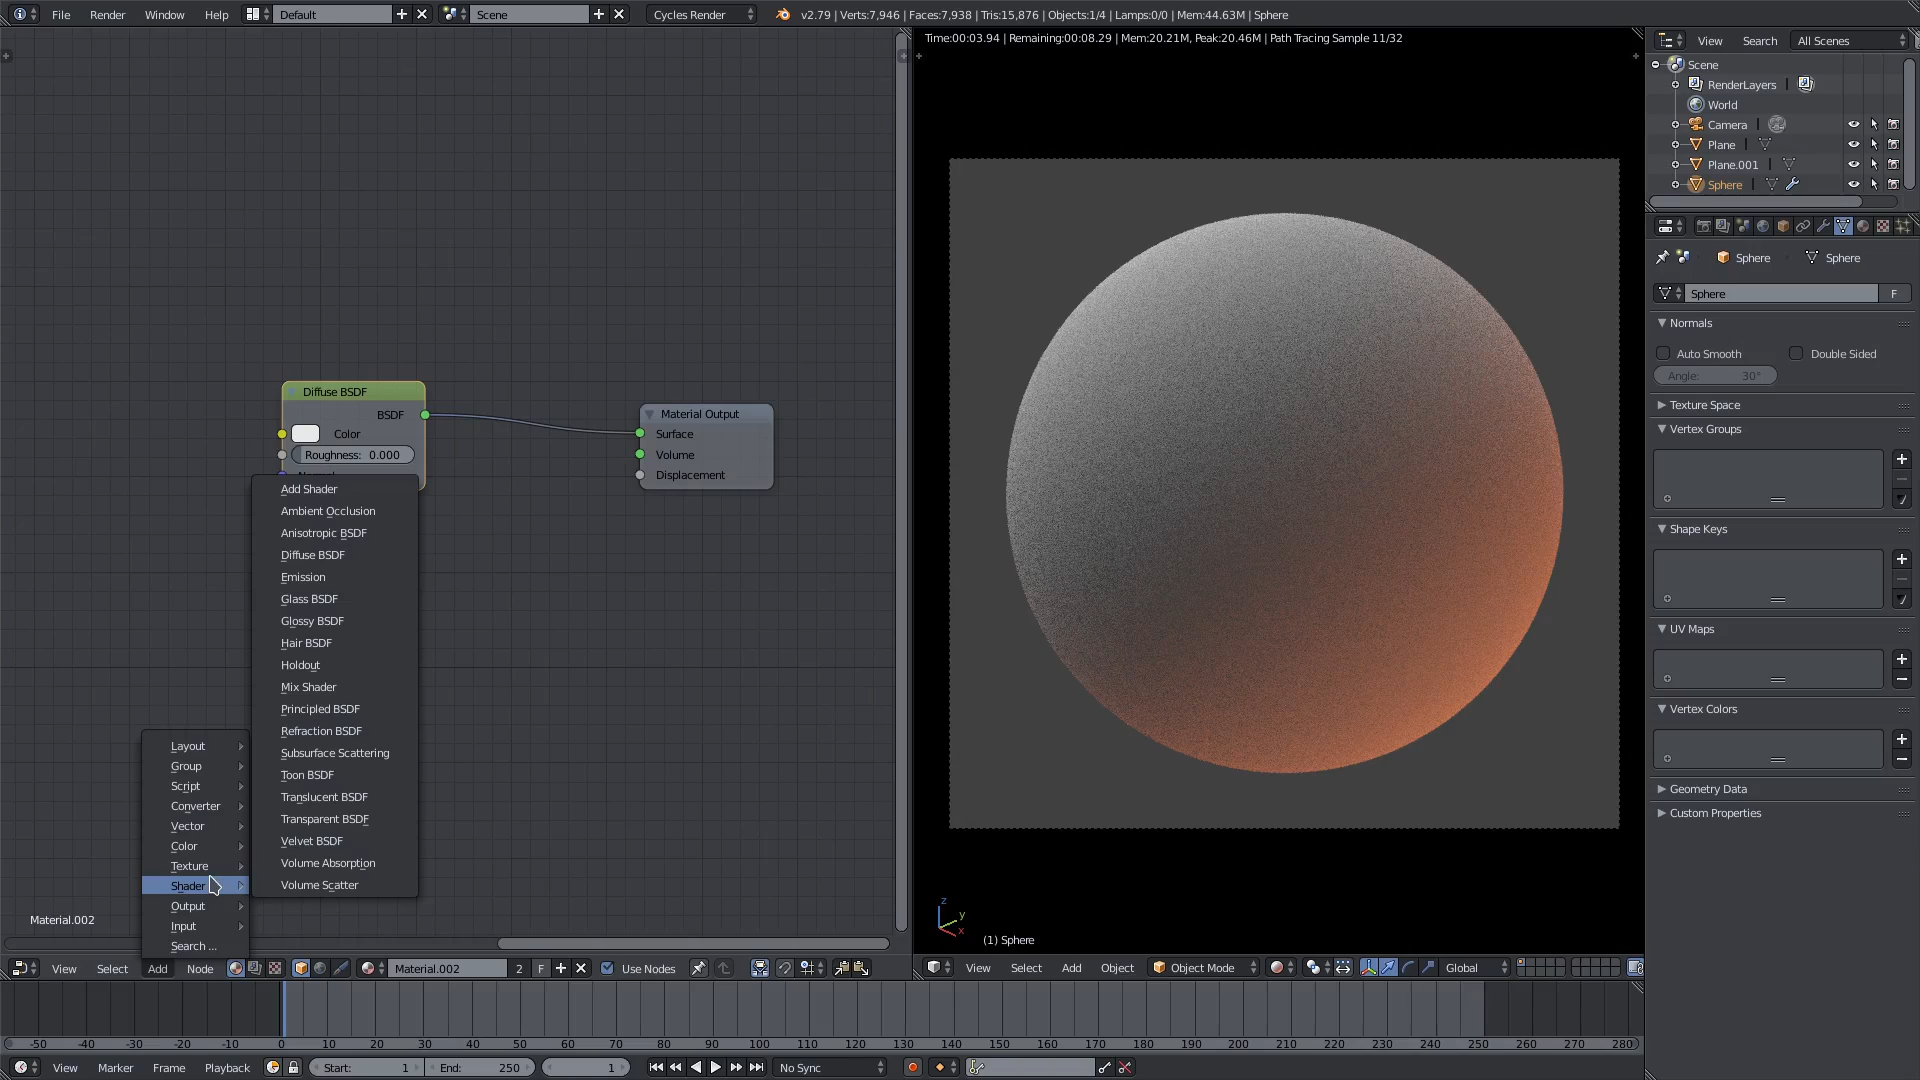 File Render Window Help Default Scene Cycles Render v2.79 | Verts:7,946 | Faces:7,938 | Tris:15,876 | Objects:1/4 | Lamps:0/0 | Mem:44.63M | Sphere
Time:00:03.94 | Remaining:00:08.29 | Mem:20.21M, Peak:20.46M | Path Tracing Sample 11/32
View Search All Scenes
Scene
RenderLayers
World
Camera
Plane
Plane.001
Sphere
Sphere Sphere
Sphere F
Normals
Auto Smooth Double Sided
Angle: 30°
Texture Space
Vertex Groups
Shape Keys
UV Maps
Vertex Colors
Geometry Data
Custom Properties
Diffuse BSDF
BSDF
Color
Roughness: 0.000
Material Output
Surface
Volume
Displacement
Add Shader
Ambient Occlusion
Anisotropic BSDF
Diffuse BSDF
Emission
Glass BSDF
Glossy BSDF
Hair BSDF
Holdout
Mix Shader
Principled BSDF
Refraction BSDF
Subsurface Scattering
Toon BSDF
Translucent BSDF
Transparent BSDF
Velvet BSDF
Volume Absorption
Volume Scatter
Layout
Group
Script
Converter
Vector
Color
Texture
Shader
Output
Input
Search ...
Material.002
z
y
x
(1) Sphere
View Select Add Node Material.002 2 F Use Nodes
View Select Add Object Object Mode Global
-50 -40 -30 -20 -10 0 10 20 30 40 50 60 70 80 90 100 110 120 130 140 150 160 170 180 190 200 210 220 230 240 250 260 270 280
View Marker Frame Playback Start: 1 End: 250 1 No Sync